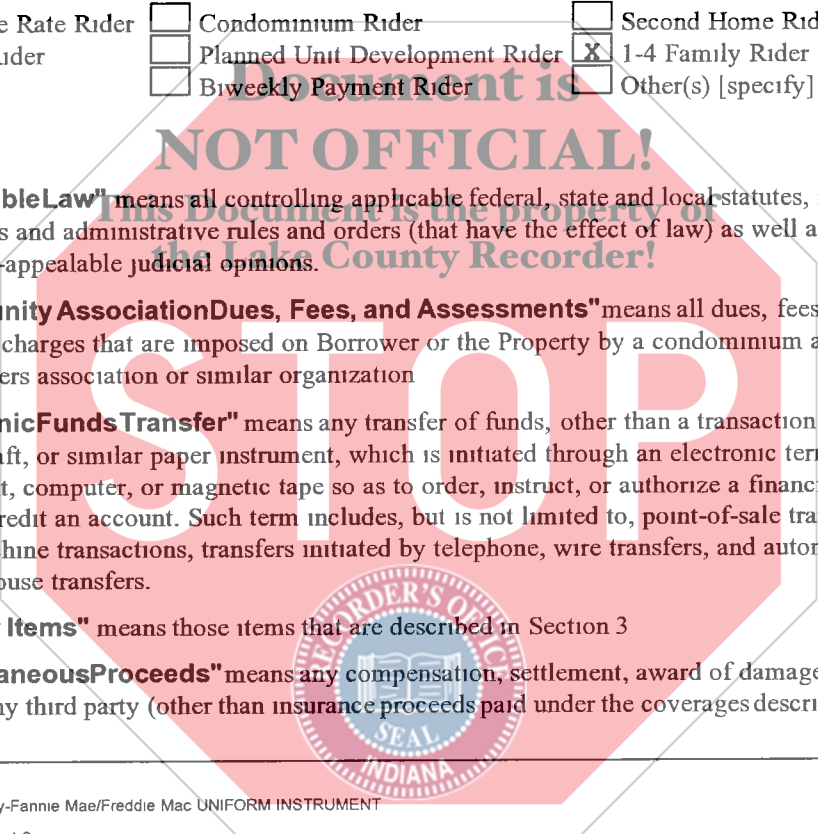 e Rate Rider Condominium Rider Second Home Rid
ider Planned Unit Development Rider X 1-4 Family Rider
Biweekly Payment Rider Other(s) [specify]
Document is
NOT OFFICIAL!
This Document is the property of
the Lake County Recorder!
bleLaw" means all controlling applicable federal, state and local statutes,
s and administrative rules and orders (that have the effect of law) as well a
-appealable judicial opinions.
nity AssociationDues, Fees, and Assessments" means all dues, fees
charges that are imposed on Borrower or the Property by a condominium a
ers association or similar organization
STOP
nicFundsTransfer" means any transfer of funds, other than a transaction
aft, or similar paper instrument, which is initiated through an electronic ter
t, computer, or magnetic tape so as to order, instruct, or authorize a financ
redit an account. Such term includes, but is not limited to, point-of-sale tra
hine transactions, transfers initiated by telephone, wire transfers, and autor
ouse transfers.
Items" means those items that are described in Section 3
aneousProceeds" means any compensation, settlement, award of damage
ny third party (other than insurance proceeds paid under the coverages descri
RECORDER'S OFFICE
SEAL
INDIANA
y-Fannie Mae/Freddie Mac UNIFORM INSTRUMENT